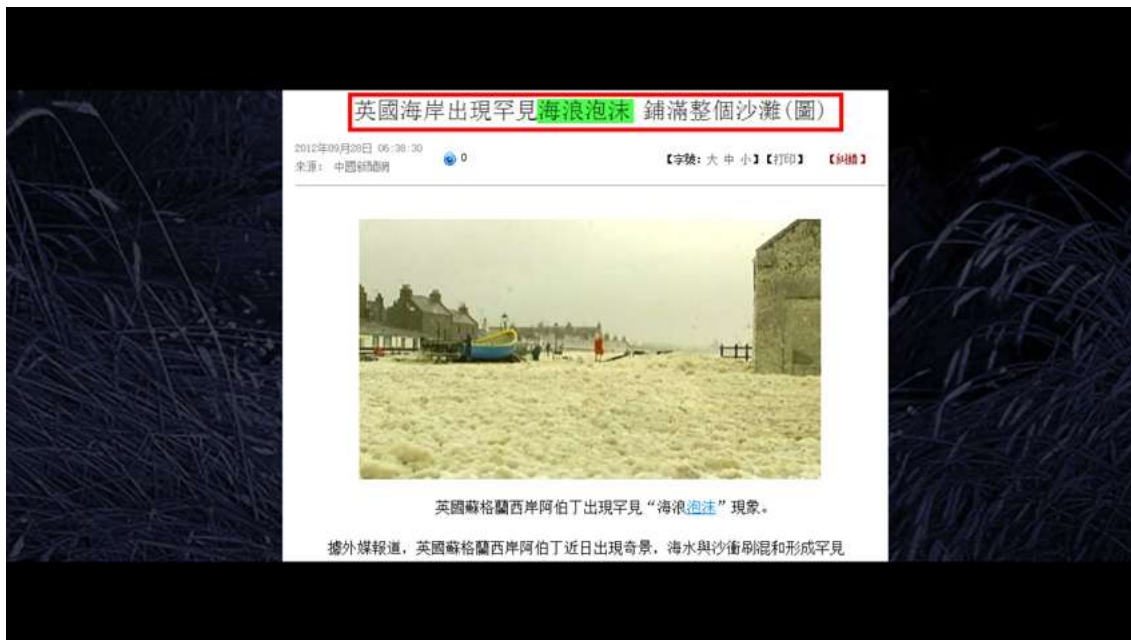 英國海岸出現罕見海浪泡沫 鋪滿整個沙灘(圖)
2012年09月28日 06:38:30
0
【字號: 大 中 小】【打印】 【糾錯】
來源: 中國新聞網
英國蘇格蘭西岸阿伯丁出現罕見“海浪泡沫”現象。
據外媒報道, 英國蘇格蘭西岸阿伯丁近日出現奇景, 海水與沙衝刷混和形成罕見